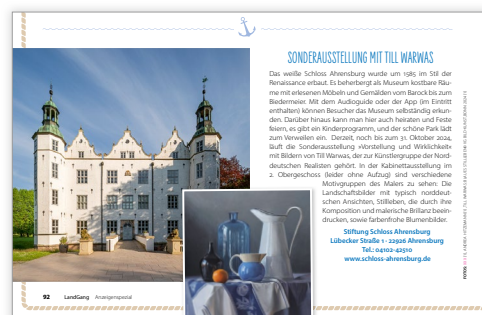 SONDERAUSSTELLUNG MIT TILL WARWAS
Das weiße Schloss Ahrensburg wurde um 1585 im Stil der
Renaissance erbaut. Es beherbergt als Museum kostbare Räu-
me mit erlesenen Möbeln und Gemälden vom Barock bis zum
Biedermeier. Mit dem Audioguide oder der App (im Eintritt
enthalten) können Besucher das Museum selbständig erkun-
den. Darüber hinaus kann man hier auch heiraten und Feste
feiern, es gibt ein Kinderprogramm, und der schöne Park lädt
zum Verweilen ein. Derzeit, noch bis zum 31. Oktober 2024,
läuft die Sonderausstellung »Vorstellung und Wirklichkeit«
mit Bildern von Till Warwas, der zur Künstlergruppe der Nord-
deutschen Realisten gehört. In der Kabinettausstellung im
2. Obergeschoss (leider ohne Aufzug) sind verschiedene
Motivgruppen des Malers zu sehen: Die
Landschaftsbilder mit typisch norddeut-
schen Ansichten, Stillleben, die durch ihre
Komposition und malerische Brillanz beein-
drucken, sowie farbenfrohe Blumenbilder.
Stiftung Schloss Ahrensburg
Lübecker Straße 1 · 22926 Ahrensburg
Tel.: 04102-42510
www.schloss-ahrensburg.de
92 LandGang Anzeigenspezial